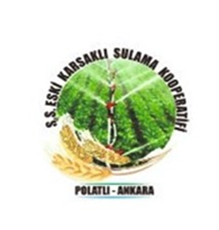 S.S. ESKİ KARSAKLI SULAMA KOOPERATİFİ
POLATLI - ANKARA